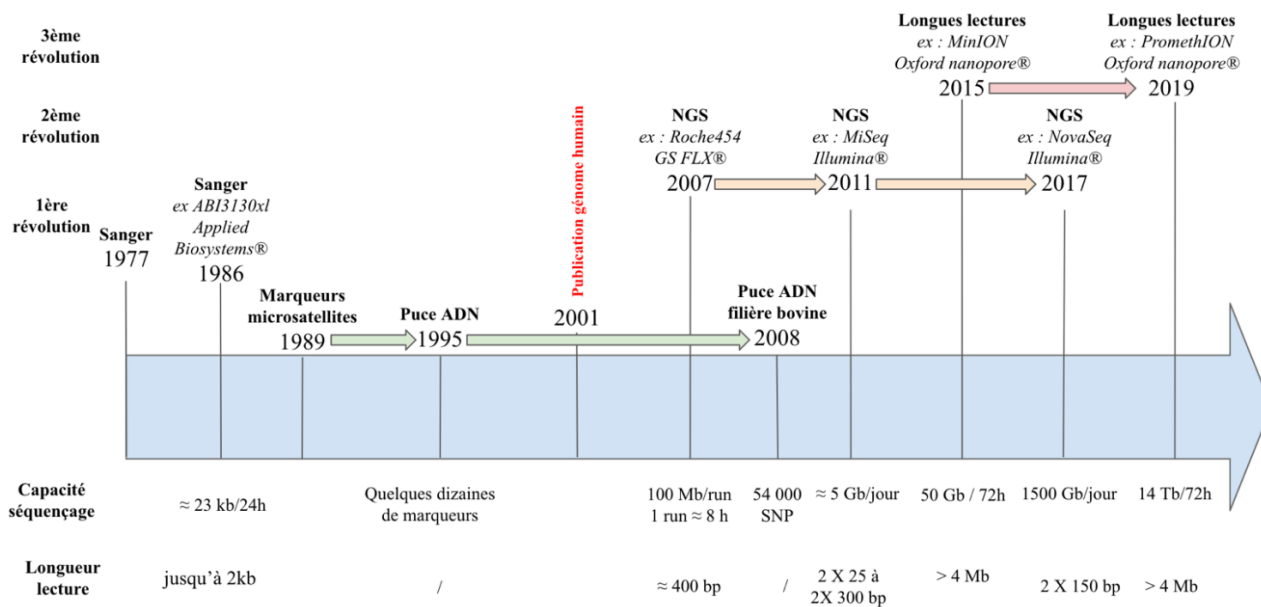 3ème
révolution
Longues lectures
ex : MinION
Oxford nanopore®
2015
Longues lectures
ex : PromethION
Oxford nanopore®
2019
2ème
révolution
Publication génome humain
NGS
ex : Roche454
GS FLX®
2007
NGS
ex : MiSeq
Illumina®
2011
NGS
ex : NovaSeq
Illumina®
2017
1ère
révolution
Sanger
1977
Sanger
ex ABI3130xl
Applied
Biosystems®
1986
Marqueurs
microsatellites
1989
Puce ADN
1995
2001
Puce ADN
filière bovine
2008
Capacité
séquençage
≈ 23 kb/24h
Quelques dizaines
de marqueurs
100 Mb/run
1 run ≈ 8 h
54 000
SNP
≈ 5 Gb/jour
50 Gb / 72h
1500 Gb/jour
14 Tb/72h
Longueur
lecture
jusqu’à 2kb
/
≈ 400 bp
/
2 X 25 à
2X 300 bp
> 4 Mb
2 X 150 bp
> 4 Mb